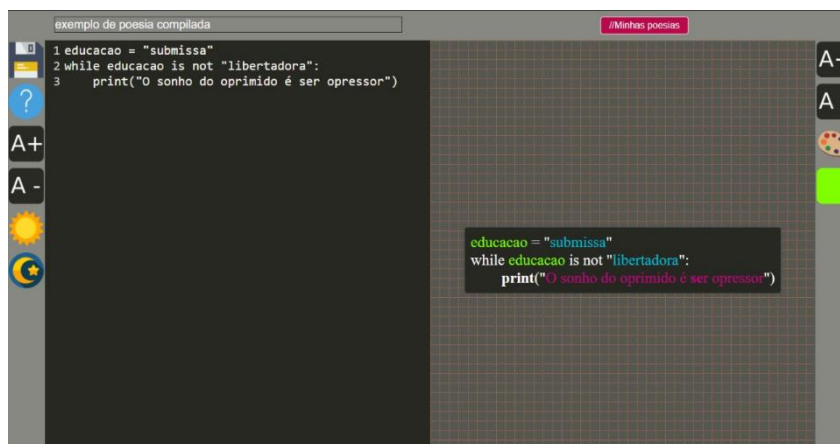 exemplo de poesia compilada
//Minhas poesias
?
A+
A -
1 educacao = "submissa"
2 while educacao is not "libertadora":
3 print("O sonho do oprimido é ser opressor")
educacao = "submissa"
while educacao is not "libertadora":
print("O sonho do oprimido é ser opressor")
A+
A